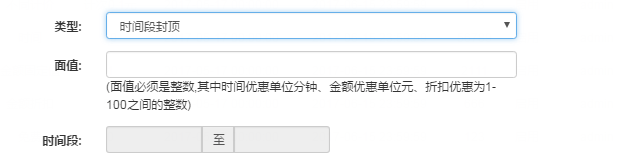 类型: 时间段封顶
面值:
(面值必须是整数,其中时间优惠单位分钟、金额优惠单位元、折扣优惠为1-
100之间的整数)
时间段: 至